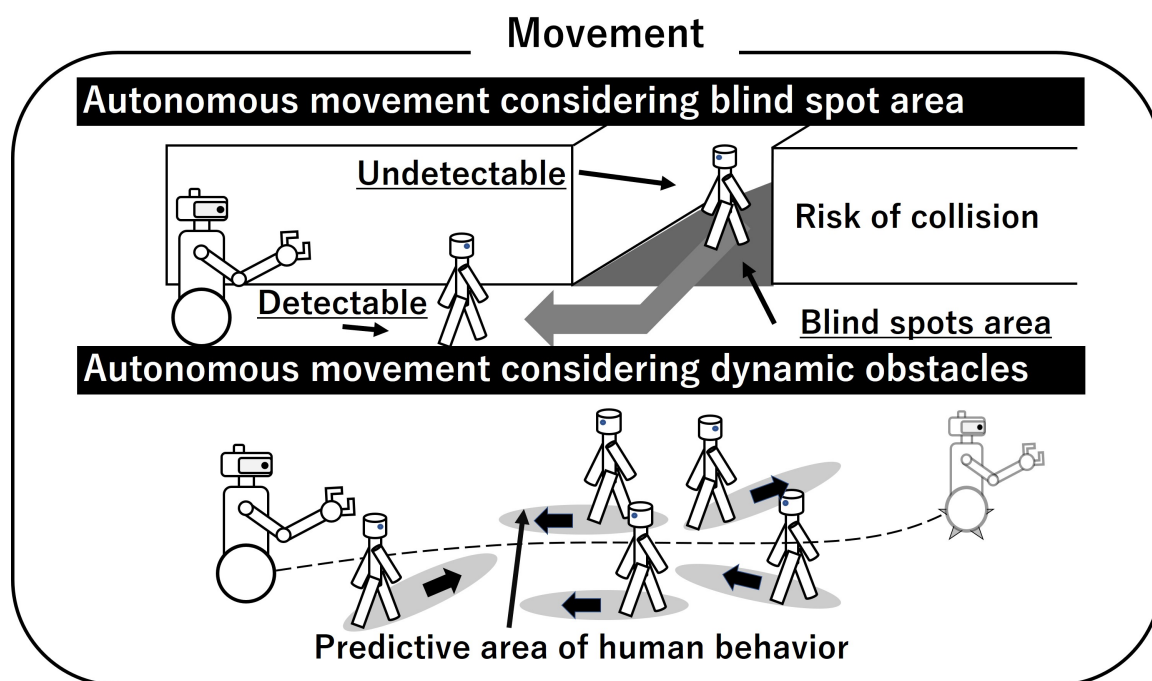 Movement
Autonomous movement considering blind spot area
Undetectable
Risk of collision
Detectable
Blind spots area
Autonomous movement considering dynamic obstacles
Predictive area of human behavior